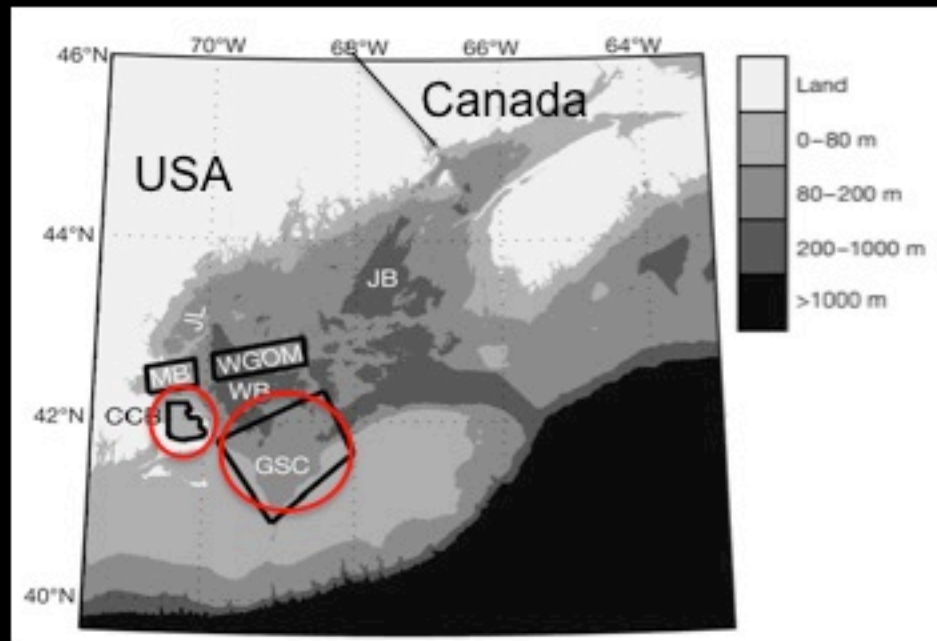 70°W 68°W 66°W 64°W
46°N
Canada
USA
44°N
JB
JL
WGOM
MB
WB
42°N
CCB
GSC
40°N
Land
0–80 m
80–200 m
200–1000 m
>1000 m